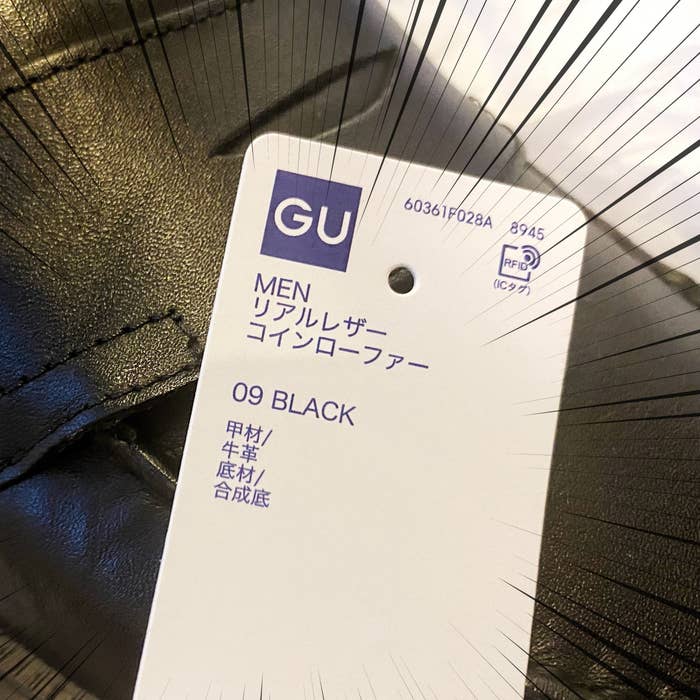 GU
60361F028A 8945
RFID
(ICタグ)
MEN
リアルレザー
コインローファー
09 BLACK
甲材/
牛革
底材/
合成底